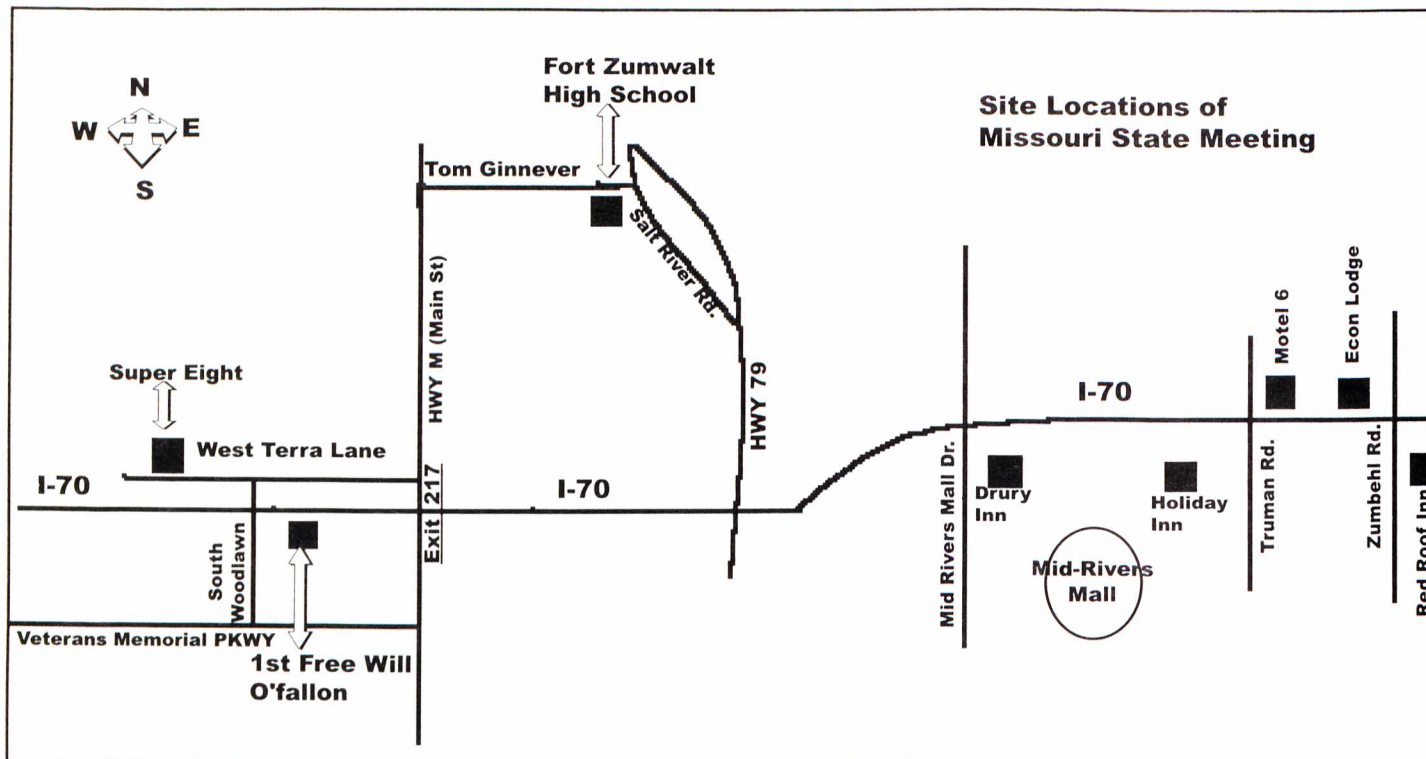 Site Locations of
Missouri State Meeting
N
W
E
S
Fort Zumwalt
High School
Tom Ginnever
Salt River Rd.
HWY M (Main St)
HWY 79
Super Eight
West Terra Lane
I-70
Exit 217
I-70
I-70
South
Woodlawn
Veterans Memorial PKWY
1st Free Will
O'fallon
Mid Rivers Mall Dr.
Drury
Inn
Holiday
Inn
Mid-Rivers
Mall
Truman Rd.
Motel 6
Econ Lodge
Zumbehl Rd.
Red Roof Inn